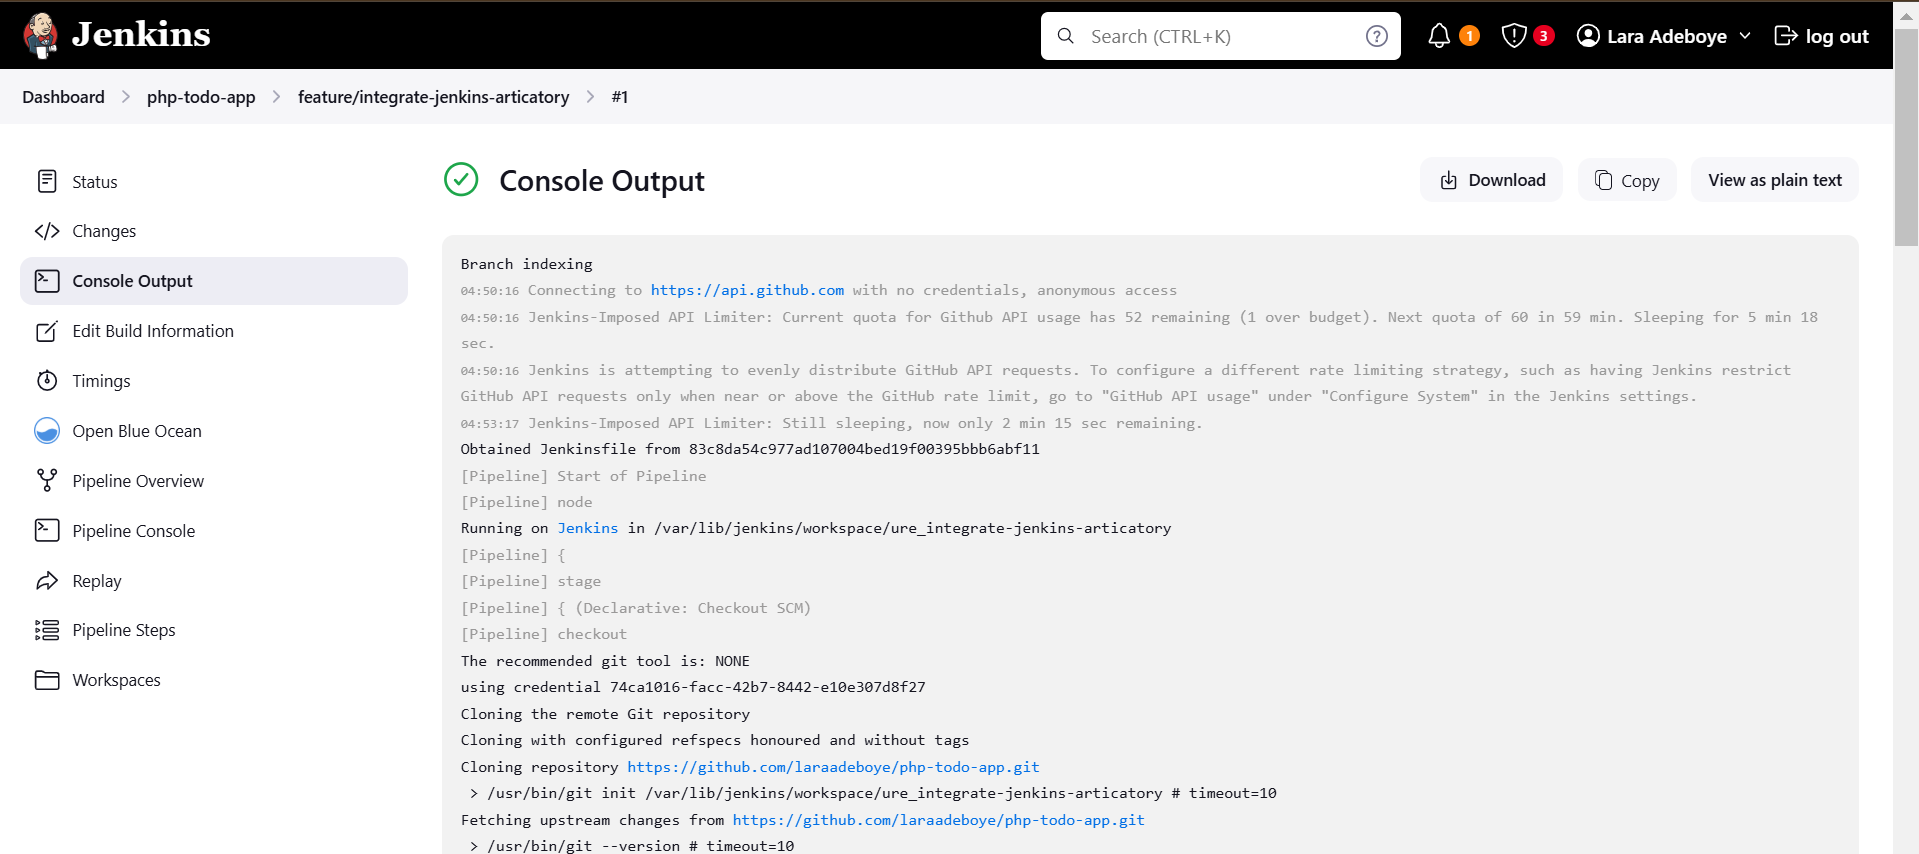 Jenkins
Search (CTRL+K)
?
1
3
Lara Adeboye
log out
Dashboard > php-todo-app > feature/integrate-jenkins-articatory > #1
Status
Changes
Console Output
Edit Build Information
Timings
Open Blue Ocean
Pipeline Overview
Pipeline Console
Replay
Pipeline Steps
Workspaces
Console Output
Download
Copy
View as plain text
Branch indexing
04:50:16 Connecting to https://api.github.com with no credentials, anonymous access
04:50:16 Jenkins-Imposed API Limiter: Current quota for Github API usage has 52 remaining (1 over budget). Next quota of 60 in 59 min. Sleeping for 5 min 18
sec.
04:50:16 Jenkins is attempting to evenly distribute GitHub API requests. To configure a different rate limiting strategy, such as having Jenkins restrict
GitHub API requests only when near or above the GitHub rate limit, go to "GitHub API usage" under "Configure System" in the Jenkins settings.
04:53:17 Jenkins-Imposed API Limiter: Still sleeping, now only 2 min 15 sec remaining.
Obtained Jenkinsfile from 83c8da54c977ad107004bed19f00395bbb6abf11
[Pipeline] Start of Pipeline
[Pipeline] node
Running on Jenkins in /var/lib/jenkins/workspace/ure_integrate-jenkins-articatory
[Pipeline] {
[Pipeline] stage
[Pipeline] { (Declarative: Checkout SCM)
[Pipeline] checkout
The recommended git tool is: NONE
using credential 74ca1016-facc-42b7-8442-e10e307d8f27
Cloning the remote Git repository
Cloning with configured refspecs honoured and without tags
Cloning repository https://github.com/laraadeboye/php-todo-app.git
> /usr/bin/git init /var/lib/jenkins/workspace/ure_integrate-jenkins-articatory # timeout=10
Fetching upstream changes from https://github.com/laraadeboye/php-todo-app.git
> /usr/bin/git --version # timeout=10